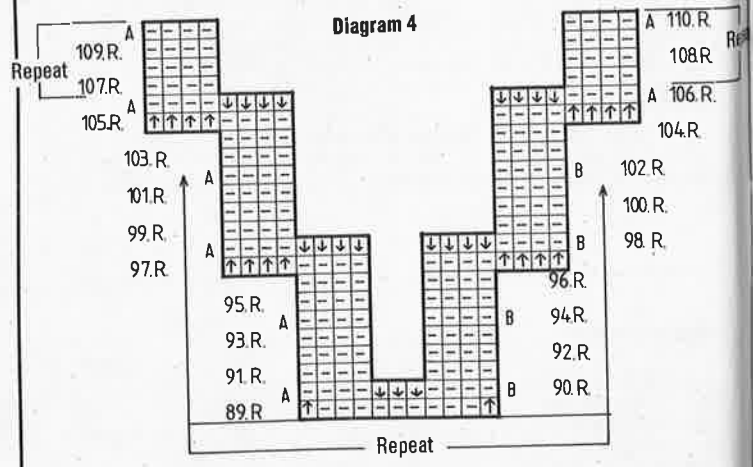 Diagram 4
A
A 110.R.
109.R.
108.R
Repeat
107.R.
A
A 106.R.
105.R.
104.R.
103.R.
A
B
102.R.
101.R.
100.R.
99.R.
A
B
98.R.
97.R.
96.R.
95.R.
A
B
94.R.
93.R.
92.R.
91.R.
A
B
90.R.
89.R
Repeat